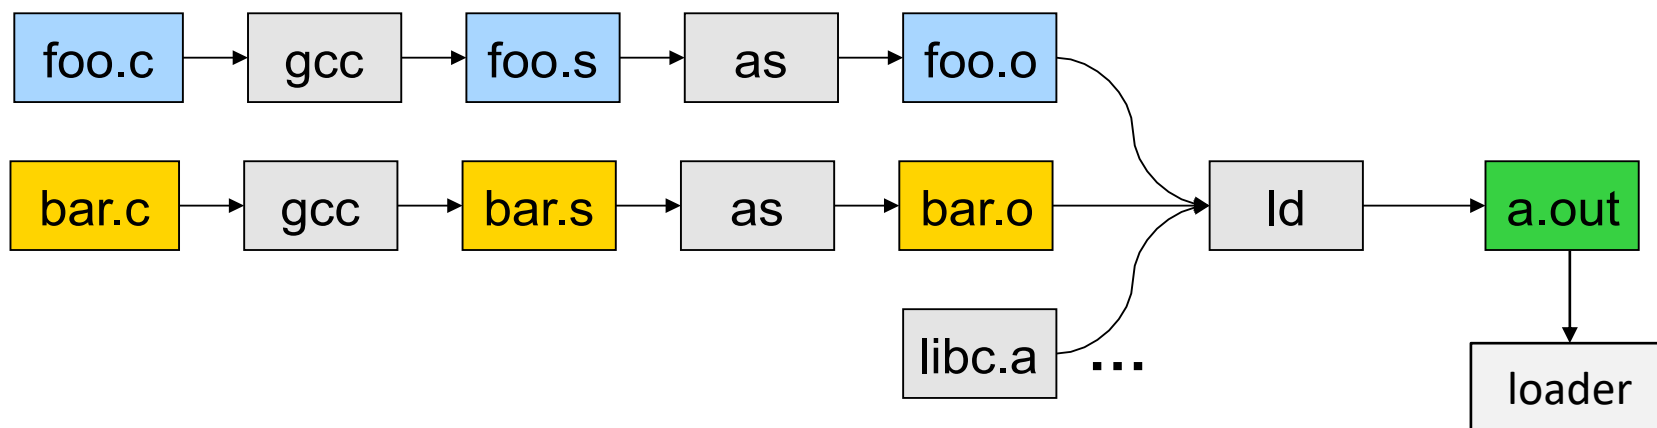 foo.c gcc foo.s as foo.o
bar.c gcc bar.s as bar.o ld a.out
libc.a ...
loader